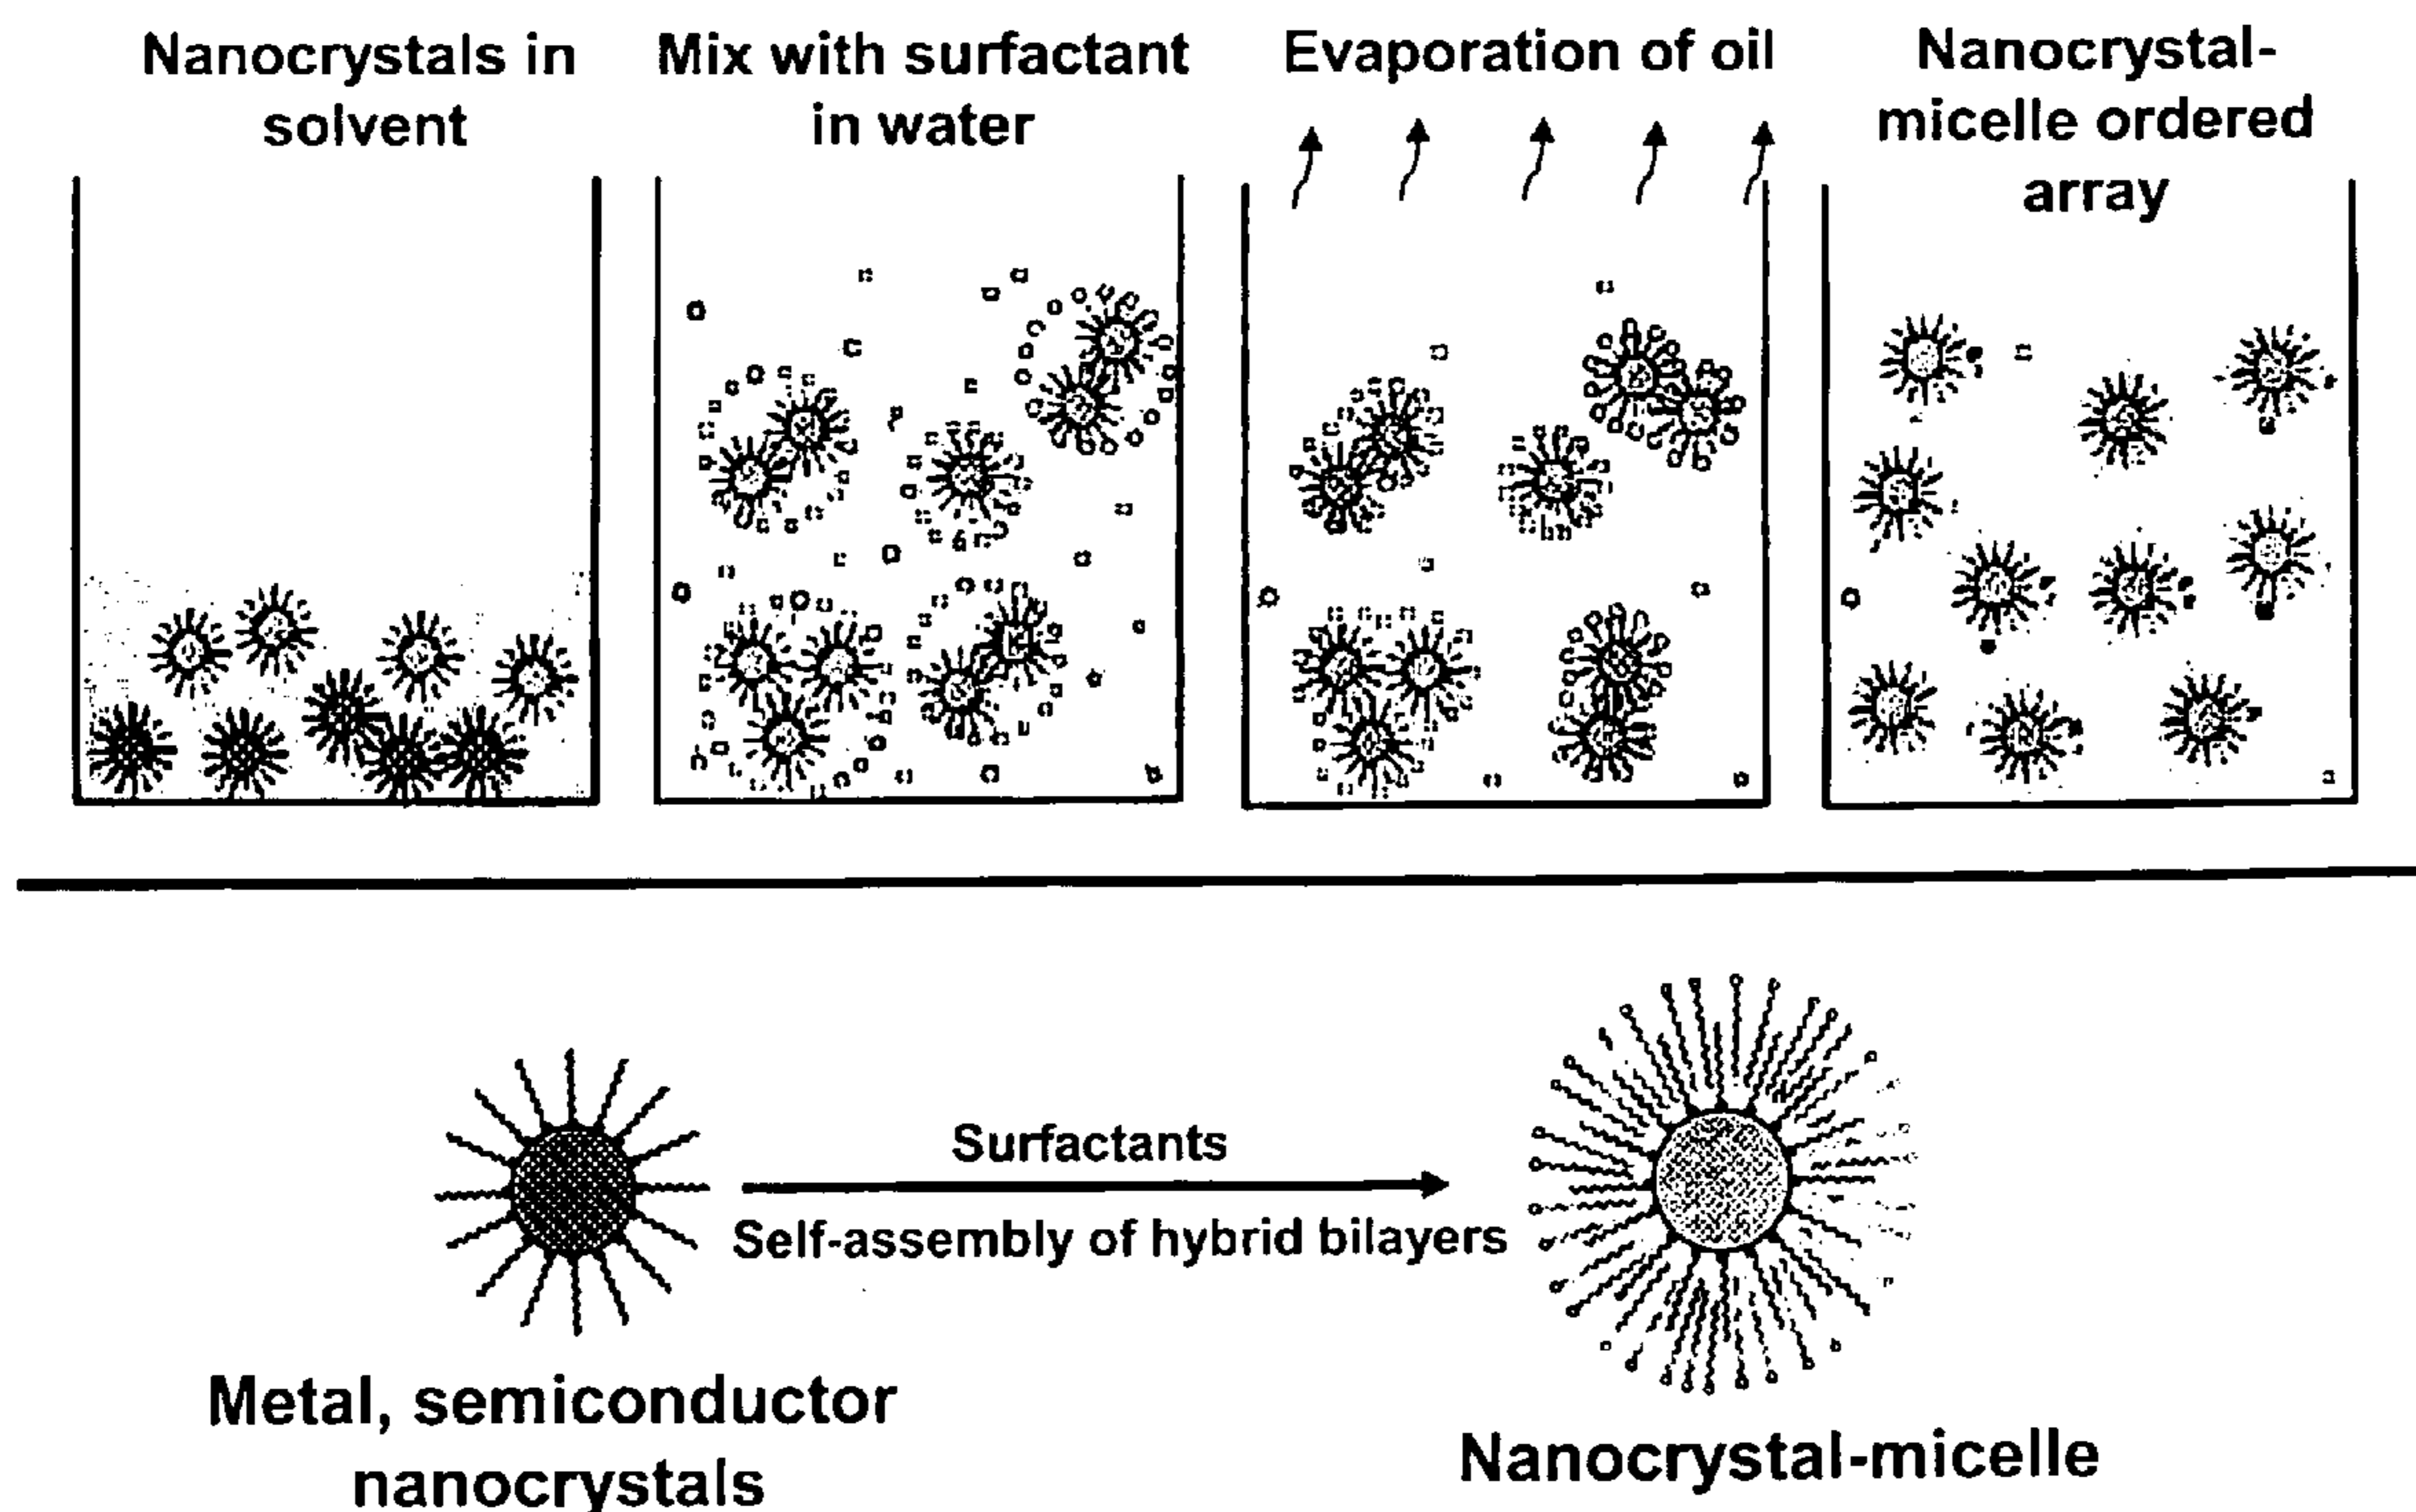 Nanocrystals in
solvent
Mix with surfactant
in water
Evaporation of oil
Nanocrystal-
micelle ordered
array
Surfactants
Self-assembly of hybrid bilayers
Metal, semiconductor
nanocrystals
Nanocrystal-micelle